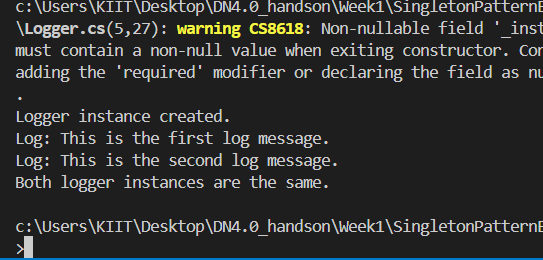 c:\Users\KIIT\Desktop\DN4.0_handson\Week1\SingletonPatternE
\Logger.cs(5,27): warning CS8618: Non-nullable field '_inst
must contain a non-null value when exiting constructor. Con
adding the 'required' modifier or declaring the field as nu
.
Logger instance created.
Log: This is the first log message.
Log: This is the second log message.
Both logger instances are the same.
c:\Users\KIIT\Desktop\DN4.0_handson\Week1\SingletonPatternE
>